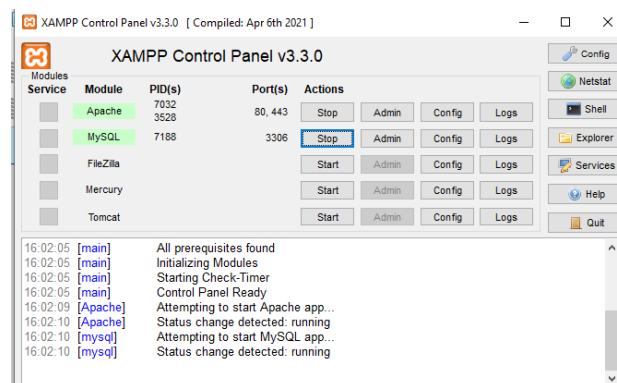 XAMPP Control Panel v3.3.0 [ Compiled: Apr 6th 2021 ]
XAMPP Control Panel v3.3.0
Config
Modules
Service Module PID(s) Port(s) Actions
Netstat
Apache 7032 3528 80, 443 Stop Admin Config Logs
Shell
MySQL 7188 3306 Stop Admin Config Logs
Explorer
FileZilla Start Admin Config Logs
Services
Mercury Start Admin Config Logs
Help
Tomcat Start Admin Config Logs
Quit
16:02:05 [main] All prerequisites found
16:02:05 [main] Initializing Modules
16:02:05 [main] Starting Check-Timer
16:02:05 [main] Control Panel Ready
16:02:09 [Apache] Attempting to start Apache app...
16:02:10 [Apache] Status change detected: running
16:02:10 [mysql] Attempting to start MySQL app...
16:02:10 [mysql] Status change detected: running